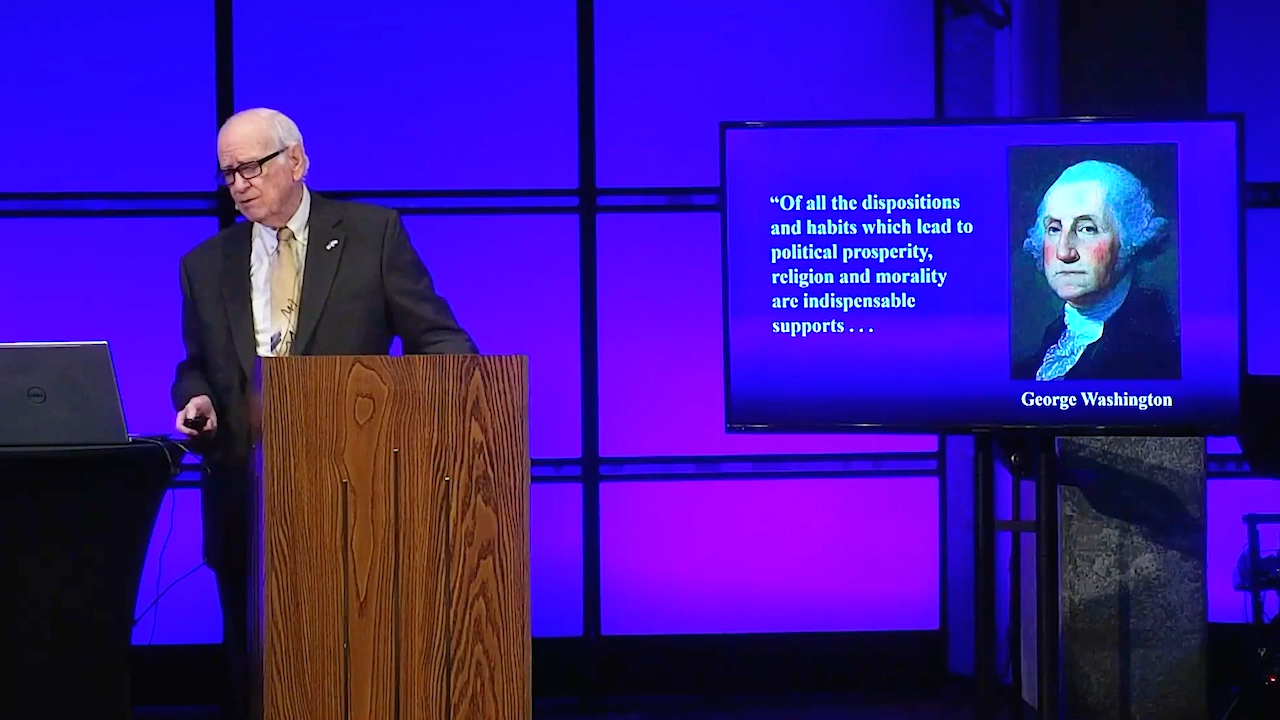 “Of all the dispositions
and habits which lead to
political prosperity,
religion and morality
are indispensable
supports . . .
George Washington
DELL